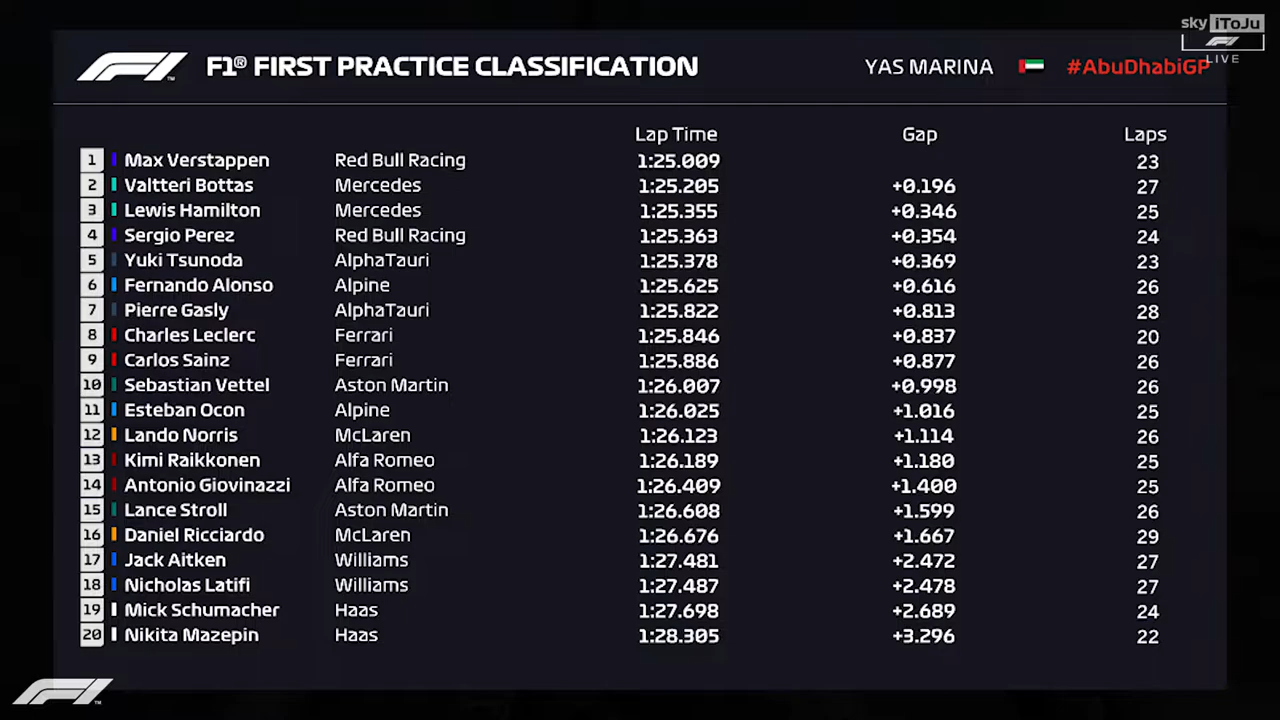 sky iToJu
F1
LIVE
F1® FIRST PRACTICE CLASSIFICATION YAS MARINA #AbuDhabiGP
Lap Time Gap Laps
1 Max Verstappen Red Bull Racing 1:25.009 23
2 Valtteri Bottas Mercedes 1:25.205 +0.196 27
3 Lewis Hamilton Mercedes 1:25.355 +0.346 25
4 Sergio Perez Red Bull Racing 1:25.363 +0.354 24
5 Yuki Tsunoda AlphaTauri 1:25.378 +0.369 23
6 Fernando Alonso Alpine 1:25.625 +0.616 26
7 Pierre Gasly AlphaTauri 1:25.822 +0.813 28
8 Charles Leclerc Ferrari 1:25.846 +0.837 20
9 Carlos Sainz Ferrari 1:25.886 +0.877 26
10 Sebastian Vettel Aston Martin 1:26.007 +0.998 26
11 Esteban Ocon Alpine 1:26.025 +1.016 25
12 Lando Norris McLaren 1:26.123 +1.114 26
13 Kimi Raikkonen Alfa Romeo 1:26.189 +1.180 25
14 Antonio Giovinazzi Alfa Romeo 1:26.409 +1.400 25
15 Lance Stroll Aston Martin 1:26.608 +1.599 26
16 Daniel Ricciardo McLaren 1:26.676 +1.667 29
17 Jack Aitken Williams 1:27.481 +2.472 27
18 Nicholas Latifi Williams 1:27.487 +2.478 27
19 Mick Schumacher Haas 1:27.698 +2.689 24
20 Nikita Mazepin Haas 1:28.305 +3.296 22